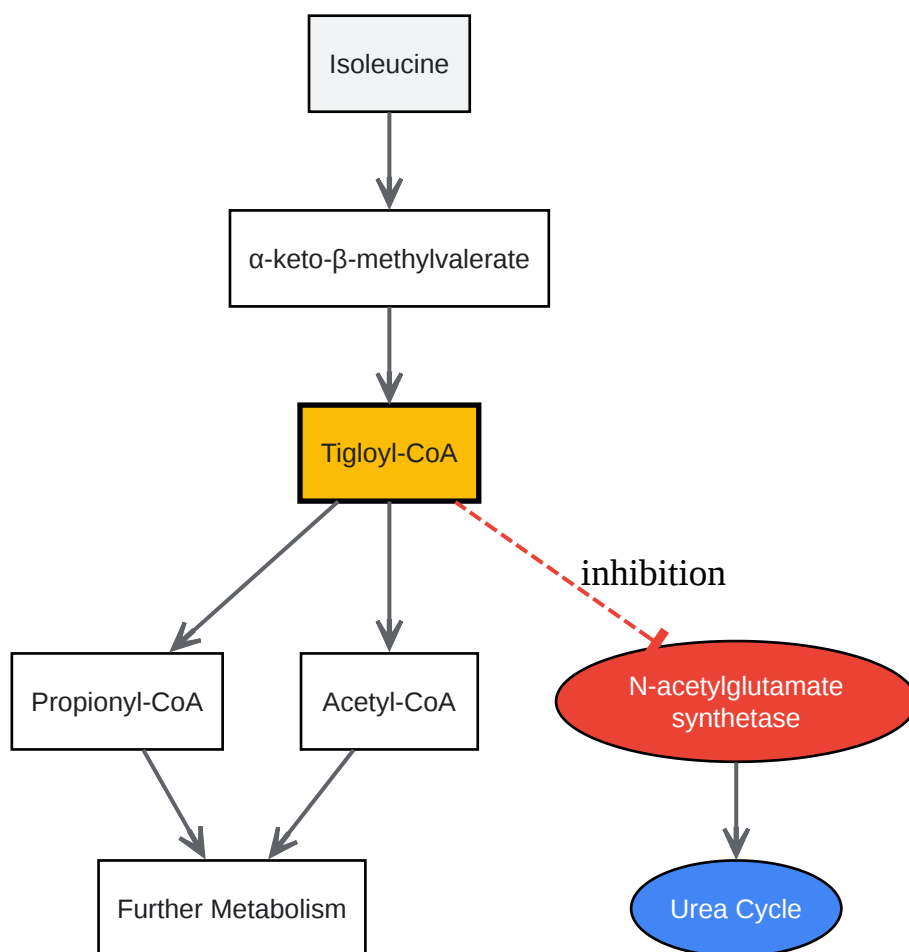 Isoleucine
α-keto-β-methylvalerate
Tigloyl-CoA
inhibition
Propionyl-CoA
Acetyl-CoA
N-acetylglutamate
synthetase
Further Metabolism
Urea Cycle